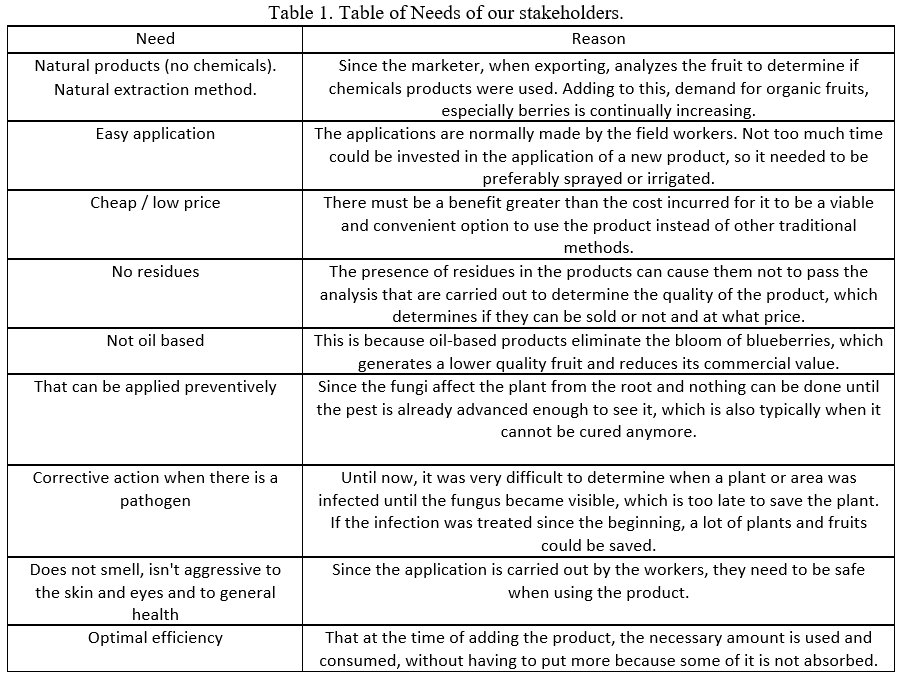 Table 1. Table of Needs of our stakeholders.
Need
Reason
Natural products (no chemicals).
Natural extraction method.
Since the marketer, when exporting, analyzes the fruit to determine if
chemicals products were used. Adding to this, demand for organic fruits,
especially berries is continually increasing.
Easy application
The applications are normally made by the field workers. Not too much time
could be invested in the application of a new product, so it needed to be
preferably sprayed or irrigated.
Cheap / low price
There must be a benefit greater than the cost incurred for it to be a viable
and convenient option to use the product instead of other traditional
methods.
No residues
The presence of residues in the products can cause them not to pass the
analysis that are carried out to determine the quality of the product, which
determines if they can be sold or not and at what price.
Not oil based
This is because oil-based products eliminate the bloom of blueberries, which
generates a lower quality fruit and reduces its commercial value.
That can be applied preventively
Since the fungi affect the plant from the root and nothing can be done until
the pest is already advanced enough to see it, which is also typically when it
cannot be cured anymore.
Corrective action when there is a
pathogen
Until now, it was very difficult to determine when a plant or area was
infected until the fungus became visible, which is too late to save the plant.
If the infection was treated since the beginning, a lot of plants and fruits
could be saved.
Does not smell, isn't aggressive to
the skin and eyes and to general
health
Since the application is carried out by the workers, they need to be safe
when using the product.
Optimal efficiency
That at the time of adding the product, the necessary amount is used and
consumed, without having to put more because some of it is not absorbed.